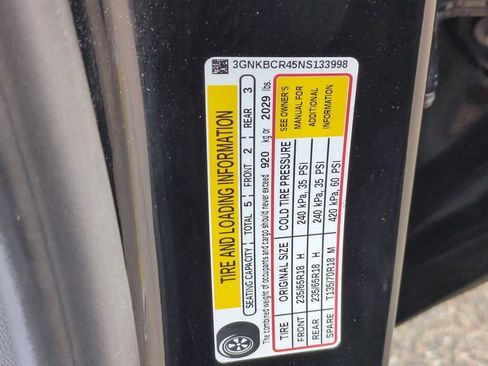 3GNKBCR45NS133998
TIRE AND LOADING INFORMATION
SEATING CAPACITY TOTAL 5 FRONT 2 REAR 3
The combined weight of occupants and cargo should never exceed 920 kg or 2029 lbs.
TIRE ORIGINAL SIZE COLD TIRE PRESSURE
FRONT 235/65R18 H 240 kPa, 35 PSI
REAR 235/65R18 H 240 kPa, 35 PSI
SPARE T135/70R18 M 420 kPa, 60 PSI
SEE OWNER'S
MANUAL FOR
ADDITIONAL
INFORMATION